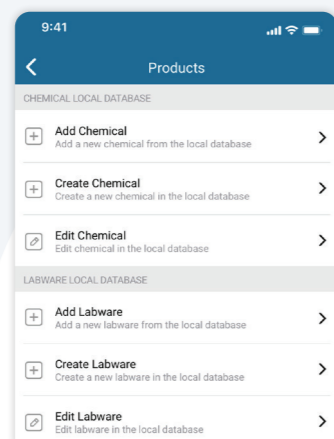 9:41
Products
CHEMICAL LOCAL DATABASE
Add Chemical
Add a new chemical from the local database
Create Chemical
Create a new chemical in the local database
Edit Chemical
Edit chemical in the local database
LABWARE LOCAL DATABASE
Add Labware
Add a new labware from the local database
Create Labware
Create a new labware in the local database
Edit Labware
Edit labware in the local database